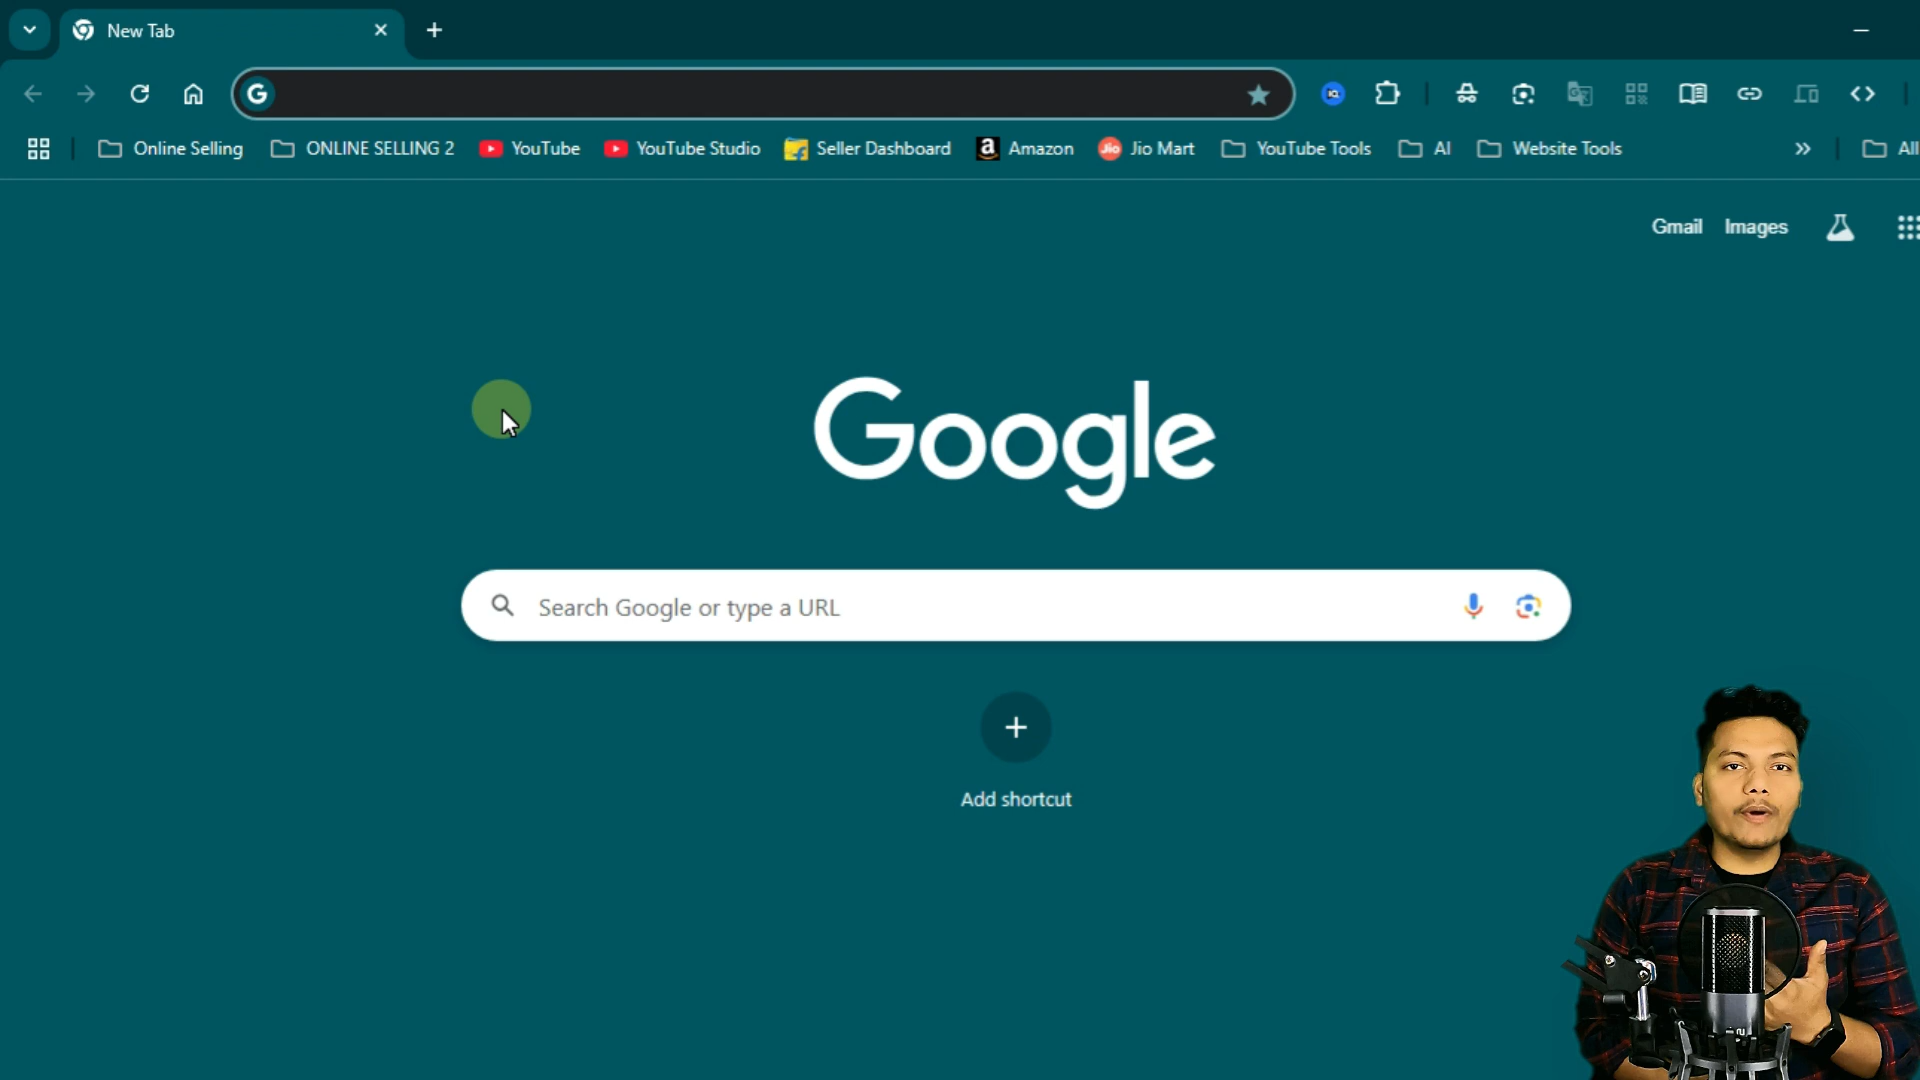 New Tab
Online Selling ONLINE SELLING 2 YouTube YouTube Studio Seller Dashboard Amazon Jio Mart YouTube Tools AI Website Tools All
Gmail Images
Google
Search Google or type a URL
Add shortcut